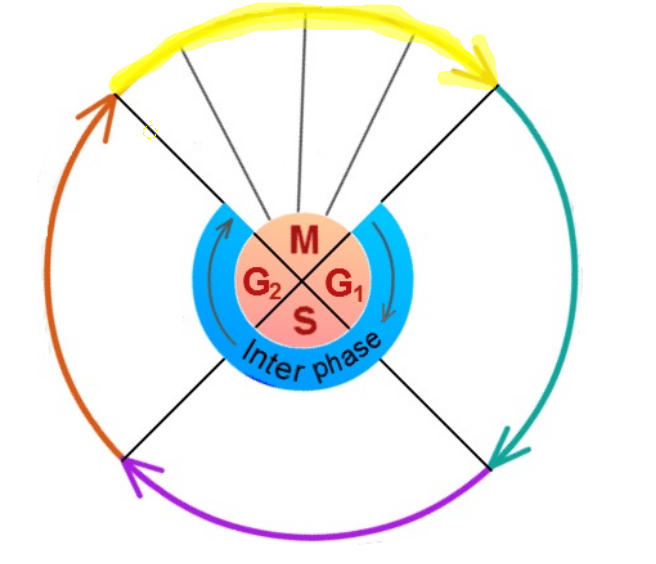 M
G₂ G₁
S
Inter phase